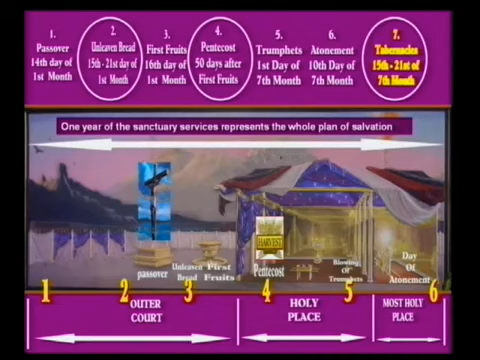 1.
Passover
14th day of
1st Month
2.
Unleaven Bread
15th - 21st day of
1st Month
3.
First Fruits
16th day of
1st Month
4.
Pentecost
50 days after
First Fruits
5.
Trumphets
1st Day of
7th Month
6.
Atonement
10th Day of
7th Month
7.
Tabernacles
15th - 21st of
7th Month
One year of the sanctuary services represents the whole plan of salvation
passover
Unleaven
Bread
First
Fruits
HARVEST
Pentecost
Blowing
Of
Trumphets
Day
Of
Atonement
1 2 3 4 5 6
OUTER
COURT
HOLY
PLACE
MOST HOLY
PLACE